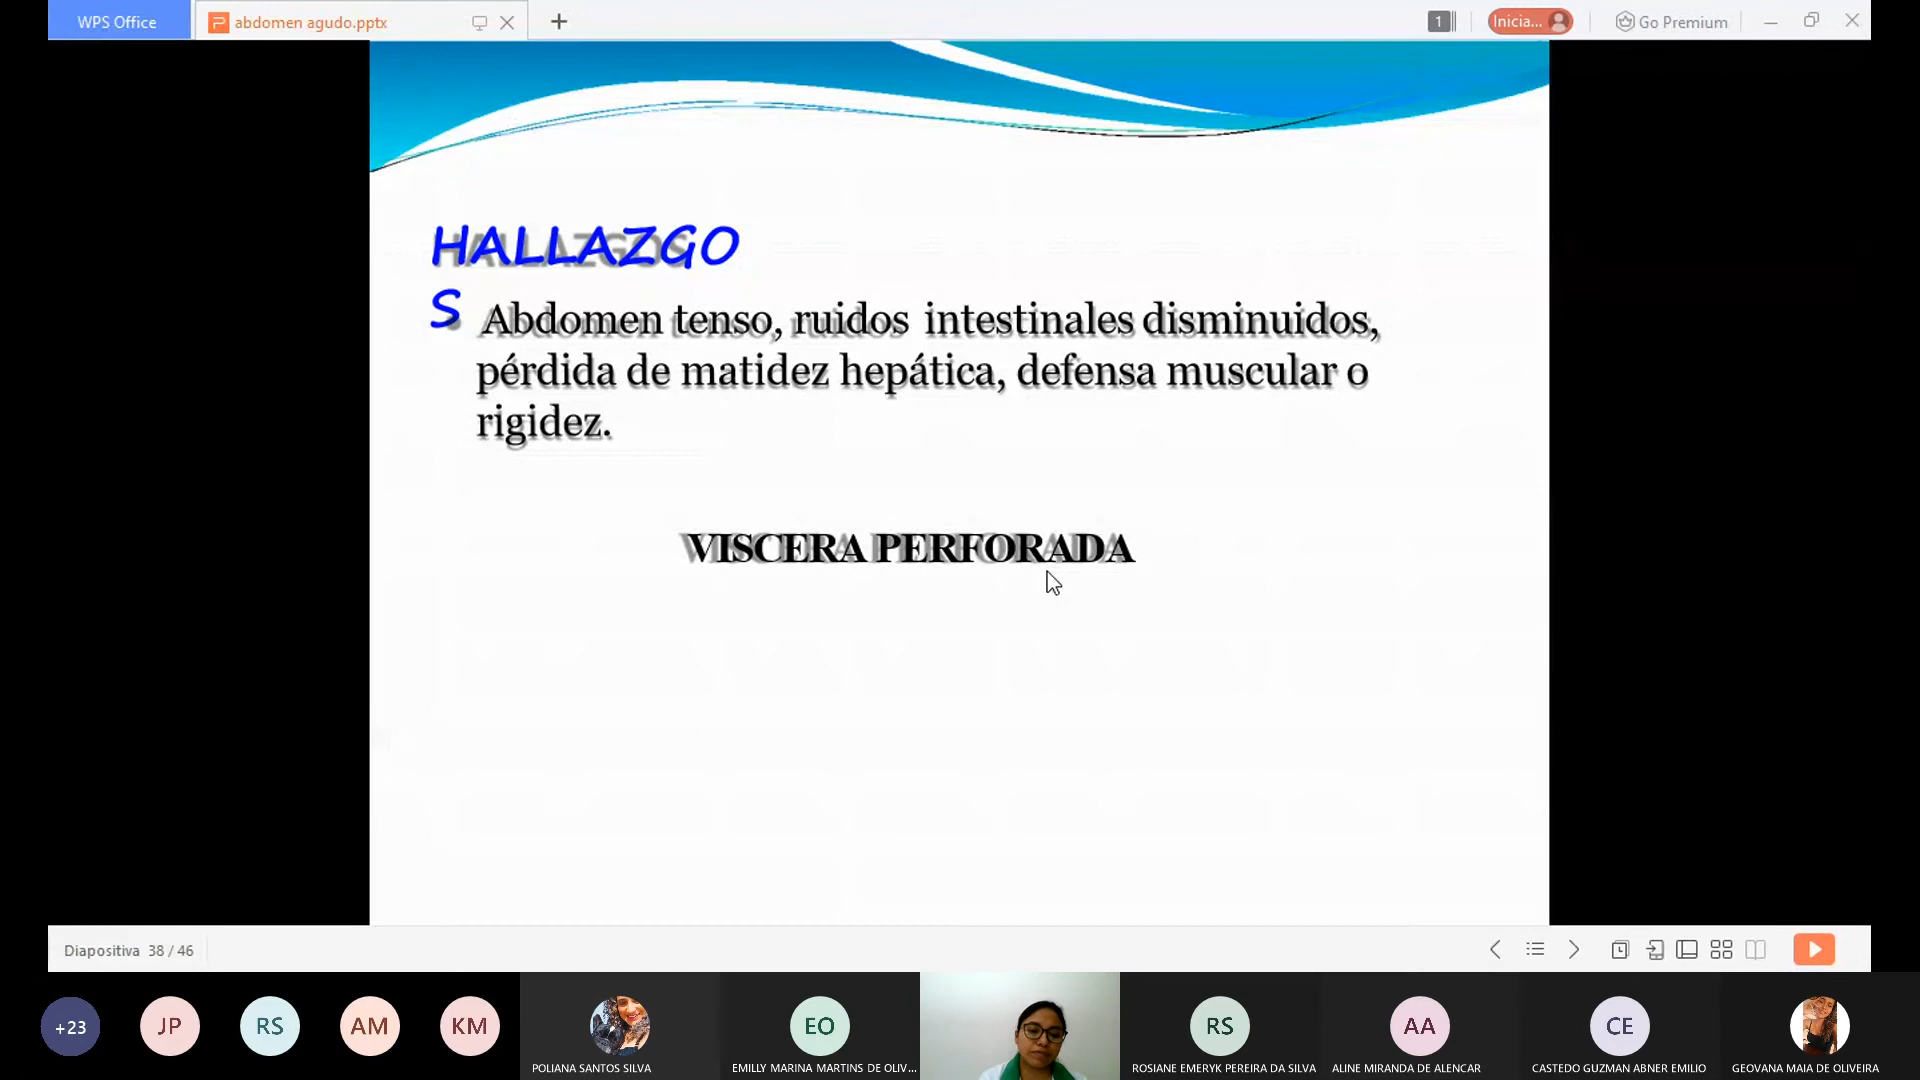 WPS Office
abdomen agudo.pptx
1
Inicia...
Go Premium
HALLAZGO
S
Abdomen tenso, ruidos intestinales disminuidos,
pérdida de matidez hepática, defensa muscular o
rigidez.
VISCERA PERFORADA
Diapositiva 38 / 46
+23
JP
RS
AM
KM
EO
RS
AA
CE
POLIANA SANTOS SILVA
EMILLY MARINA MARTINS DE OLIV...
ROSIANE EMERYK PEREIRA DA SILVA
ALINE MIRANDA DE ALENCAR
CASTEDO GUZMAN ABNER EMILIO
GEOVANA MAIA DE OLIVEIRA